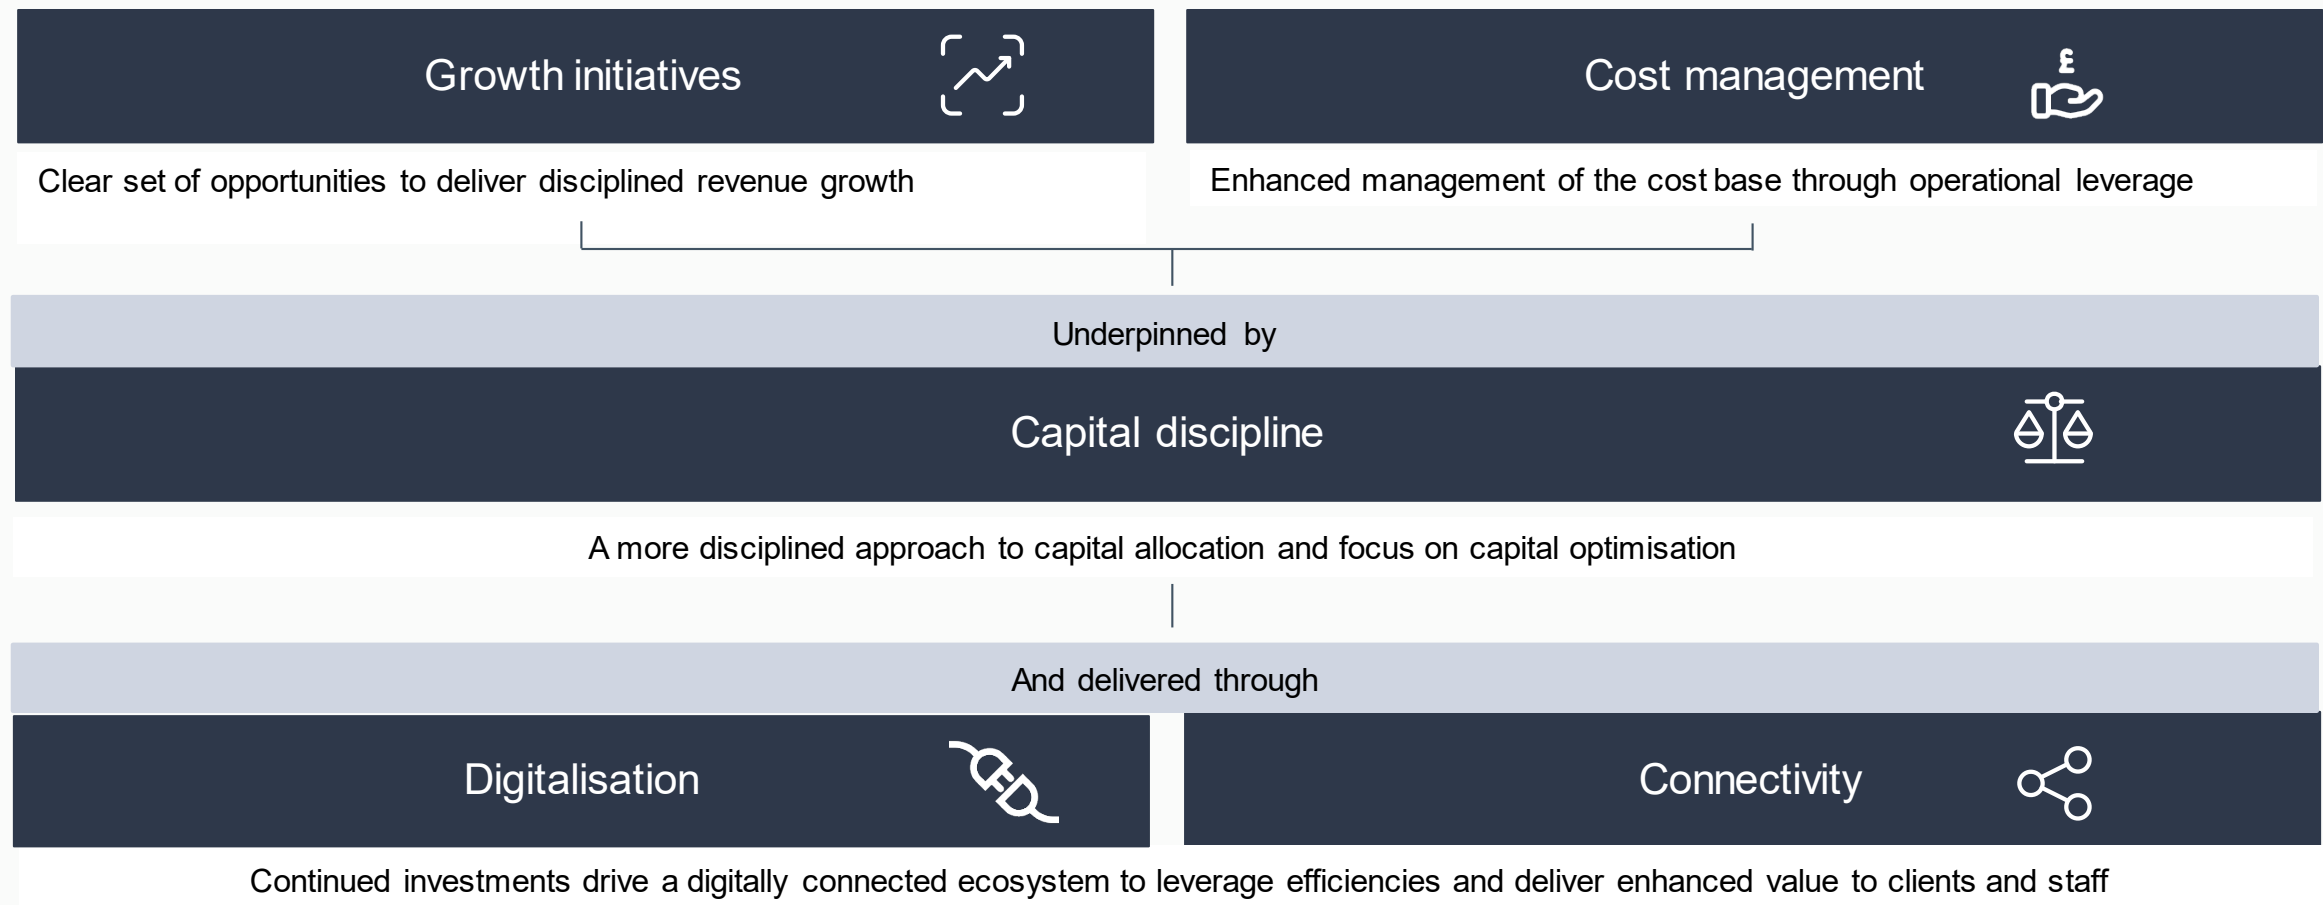 Growth initiatives
Cost management
£
Clear set of opportunities to deliver disciplined revenue growth
Enhanced management of the cost base through operational leverage
Underpinned by
Capital discipline
A more disciplined approach to capital allocation and focus on capital optimisation
And delivered through
Digitalisation
Connectivity
Continued investments drive a digitally connected ecosystem to leverage efficiencies and deliver enhanced value to clients and staff